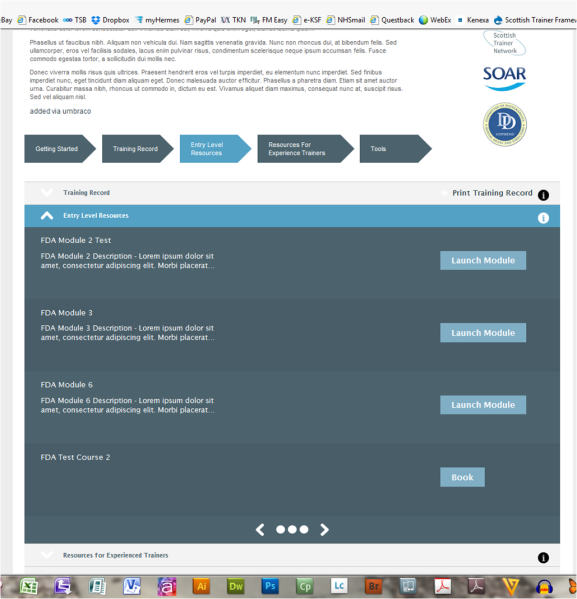 eBay Facebook TSB Dropbox myHermes PayPal TKN FM Easy e-KSF NHSmail Questback WebEx Kenexa Scottish Trainer Framew
Scottish
Trainer
Network
Phasellus ut faucibus nibh. Aliquam non vehicula dui. Nam sagittis venenatis gravida. Nunc non rhoncus dui, at bibendum felis. Sed
ullamcorper, eros vel facilisis sodales, lacus enim pulvinar risus, condimentum scelerisque neque ipsum accumsan felis. Fusce
commodo egestas tortor, a sollicitudin dui mollis nec.
SOAR
Donec viverra mollis risus quis ultrices. Praesent hendrerit eros vel turpis imperdiet, eu elementum nunc imperdiet. Sed finibus
imperdiet nunc, eget tincidunt diam aliquam eget. Donec malesuada auctor efficitur. Phasellus a pharetra diam. Etiam sit amet auctor
urna. Curabitur massa nibh, rhoncus ut commodo in, dictum eu est. Vivamus aliquet diam maximus, consequat nunc at, suscipit risus.
Sed vel aliquam nisl.
added via umbraco
Getting Started
Training Record
Entry Level
Resources
Resources For
Experience Trainers
Tools
Training Record
Print Training Record
Entry Level Resources
FDA Module 2 Test
FDA Module 2 Description - Lorem ipsum dolor sit
amet, consectetur adipiscing elit. Morbi placerat...
Launch Module
FDA Module 3
FDA Module 3 Description - Lorem ipsum dolor sit
amet, consectetur adipiscing elit. Morbi placerat...
Launch Module
FDA Module 6
FDA Module 6 Description - Lorem ipsum dolor sit
amet, consectetur adipiscing elit. Morbi placerat...
Launch Module
FDA Test Course 2
Book
Resources For Experienced Trainers
Ai Dw Ps Cp LC Br